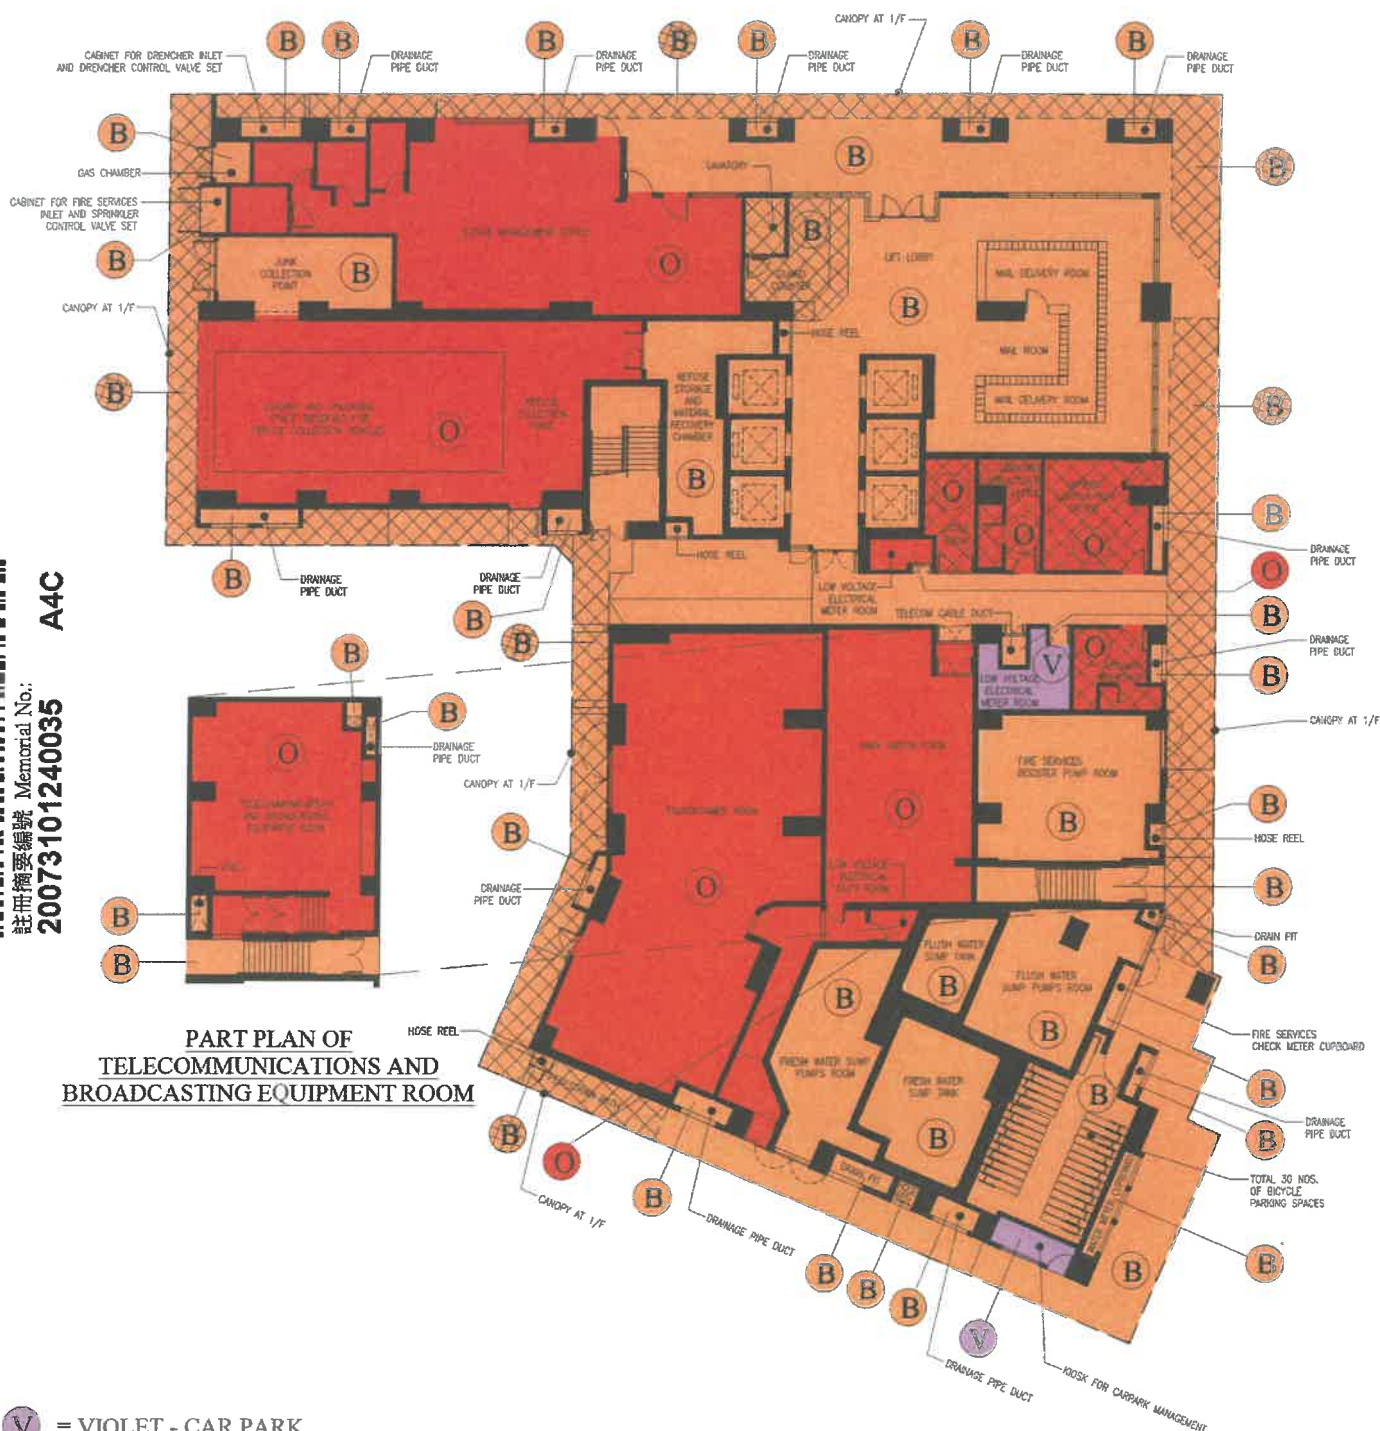 CANOPY AT 1/F
B
B
B
B
B
B
B
CABINET FOR DRENCHER INLET
AND DRENCHER CONTROL VALVE SET
DRAINAGE
PIPE DUCT
DRAINAGE
PIPE DUCT
DRAINAGE
PIPE DUCT
DRAINAGE
PIPE DUCT
DRAINAGE
PIPE DUCT
B
GAS CHAMBER
LAVATORY
B
B
CABINET FOR FIRE SERVICES
INLET AND SPRINKLER
CONTROL VALVE SET
B
B
JUNK
COLLECTION
POINT
B
O
LIFT LOBBY
MAIL DELIVERY ROOM
CANOPY AT 1/F
B
HOSE REEL
MAIL ROOM
B
REFUSE
STORAGE
AND
MATERIAL
RECOVERY
CHAMBER
B
MAIL DELIVERY ROOM
B
O
O
O
O
B
DRAINAGE
PIPE DUCT
HOSE REEL
B
DRAINAGE
PIPE DUCT
DRAINAGE
PIPE DUCT
LOW VOLTAGE
ELECTRICAL
METER ROOM
O
TELECOM CABLE DUCT
B
B
B
O
V
DRAINAGE
PIPE DUCT
B
LOW VOLTAGE
ELECTRICAL
METER ROOM
註冊摘要編號 Memorial No.:
20073101240035 A4C
B
B
O
DRAINAGE
PIPE DUCT
CANOPY AT 1/F
CANOPY AT 1/F
FIRE SERVICES
BOOSTER PUMP ROOM
B
TRANSFORMER ROOM
O
O
B
B
HOSE REEL
DRAINAGE
PIPE DUCT
B
B
B
DRAIN PIT
B
FLUSH WATER
SUMP TANK
B
FLUSH WATER
SUMP PUMPS ROOM
B
B
FRESH WATER SUMP
PUMPS ROOM
FRESH WATER
SUMP TANK
B
HOSE REEL
FIRE SERVICES
CHECK METER CUPBOARD
B
B
DRAINAGE
PIPE DUCT
B
PART PLAN OF
TELECOMMUNICATIONS AND
BROADCASTING EQUIPMENT ROOM
B
O
CANOPY AT 1/F
B
DRAINAGE PIPE DUCT
DRAIN PIT
TOTAL 30 NOS.
OF BICYCLE
PARKING SPACES
B
B
B
B
B
V
DRAINAGE PIPE DUCT
KIOSK FOR CARPARK MANAGEMENT
V = VIOLET - CAR PARK